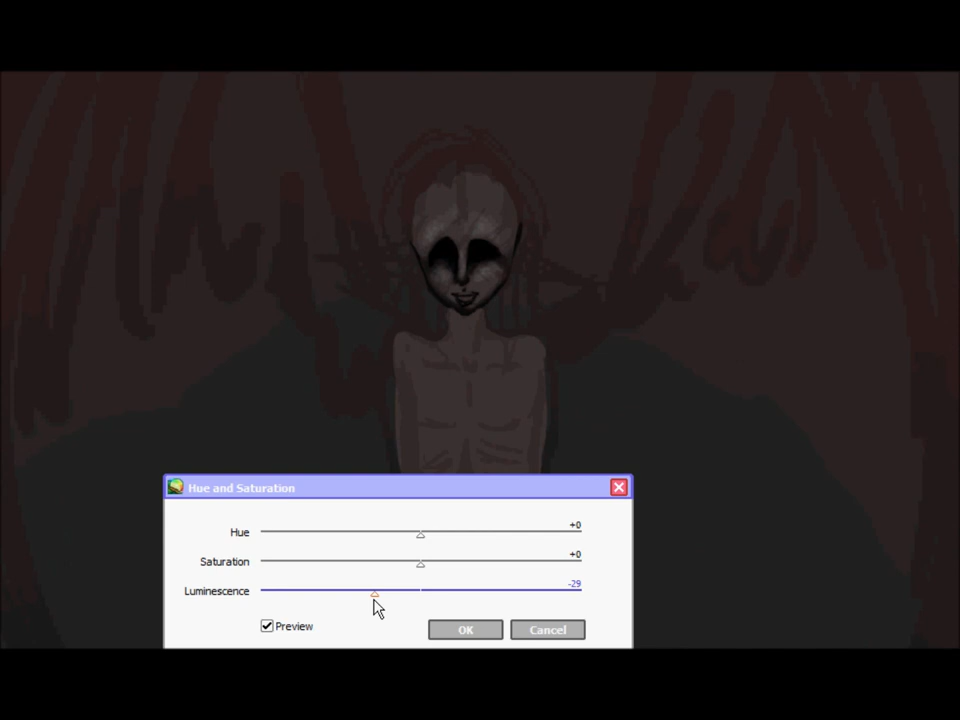 Hue and Saturation
Hue +0
Saturation +0
Luminescence -29
Preview OK Cancel